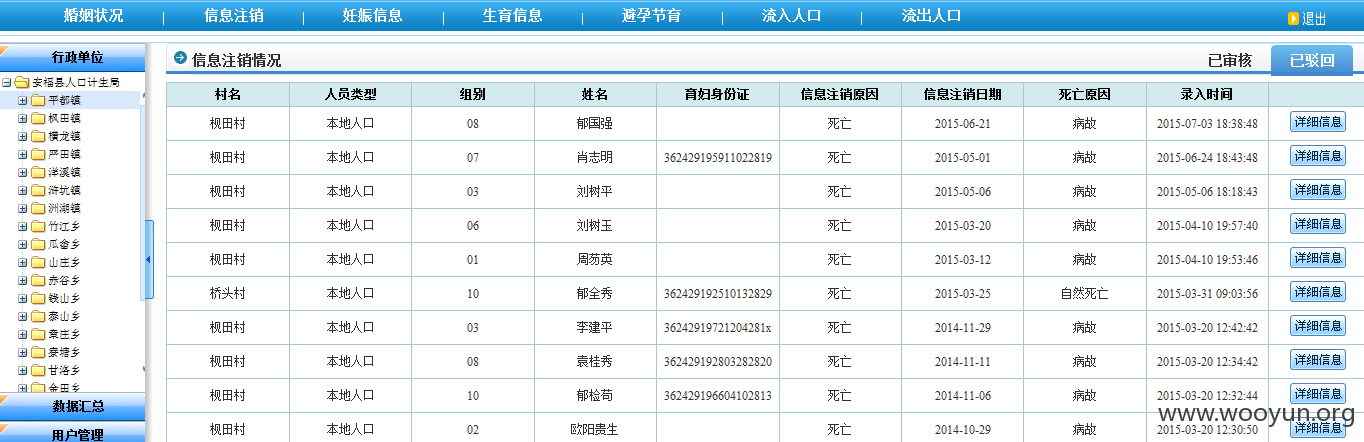 婚姻状况 信息注销 妊娠信息 生育信息 避孕节育 流入人口 流出人口 退出
行政单位
安福县人口计生局
平都镇
枫田镇
横龙镇
严田镇
洋溪镇
浒坑镇
洲湖镇
竹江乡
瓜畲乡
山庄乡
赤谷乡
钱山乡
泰山乡
章庄乡
寮塘乡
甘洛乡
金田乡
数据汇总
用户管理
信息注销情况 已审核 已驳回
村名 人员类型 组别 姓名 育妇身份证 信息注销原因 信息注销日期 死亡原因 录入时间
枧田村 本地人口 08 郁国强 死亡 2015-06-21 病故 2015-07-03 18:38:48 详细信息
枧田村 本地人口 07 肖志明 362429195911022819 死亡 2015-05-01 病故 2015-06-24 18:43:48 详细信息
枧田村 本地人口 03 刘树平 死亡 2015-05-06 病故 2015-05-06 18:18:43 详细信息
枧田村 本地人口 06 刘树玉 死亡 2015-03-20 病故 2015-04-10 19:57:40 详细信息
枧田村 本地人口 01 周苈英 死亡 2015-03-12 病故 2015-04-10 19:53:46 详细信息
桥头村 本地人口 10 郁全秀 362429192510132829 死亡 2015-03-25 自然死亡 2015-03-31 09:03:56 详细信息
枧田村 本地人口 03 李建平 36242919721204281x 死亡 2014-11-29 病故 2015-03-20 12:42:42 详细信息
枧田村 本地人口 08 袁桂秀 362429192803282820 死亡 2014-11-11 病故 2015-03-20 12:34:42 详细信息
枧田村 本地人口 10 郁检苟 362429196604102813 死亡 2014-11-06 病故 2015-03-20 12:32:44 详细信息
枧田村 本地人口 02 欧阳贵生 死亡 2014-10-29 病故 2015-03-20 12:30:50 详细信息
www.wooyun.org